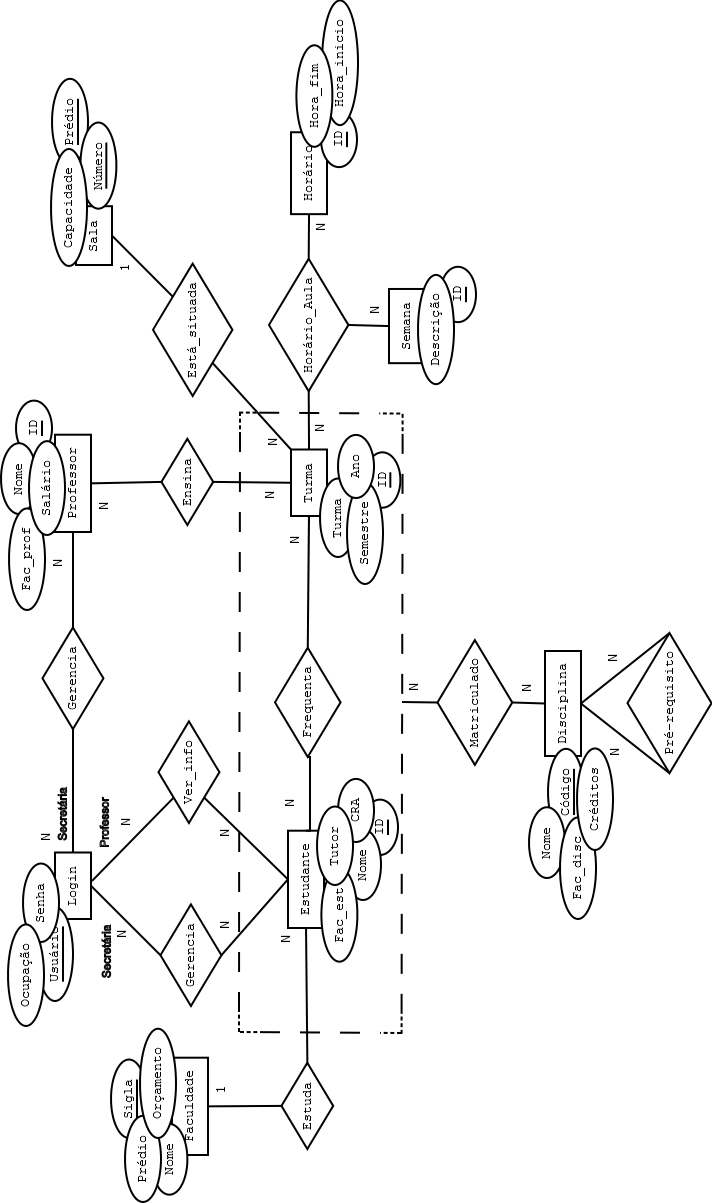 Ocupação
Senha
Usuário
Login
Secretária
N
Gerencia
N
Fac_prof
Nome
Salário
ID
Professor
N
Capacidade
Prédio
Número
Sala
1
Secretária
N
Professor
N
Gerencia
N
Ver_info
N
Ensina
N
Está_situada
N
Sigla
Orçamento
Prédio
Nome
Faculdade
1
Estuda
N
Estudante
Fac_est
Tutor
Nome
CRA
ID
N
Frequenta
N
Turma
Turma
Ano
Semestre
ID
N
Horário_Aula
N
Horário
Hora_fim
Hora_inicio
ID
N
Semana
Descrição
ID
N
Matriculado
N
Disciplina
Nome
Código
Fac_disc
Créditos
N
N
Pré-requisito